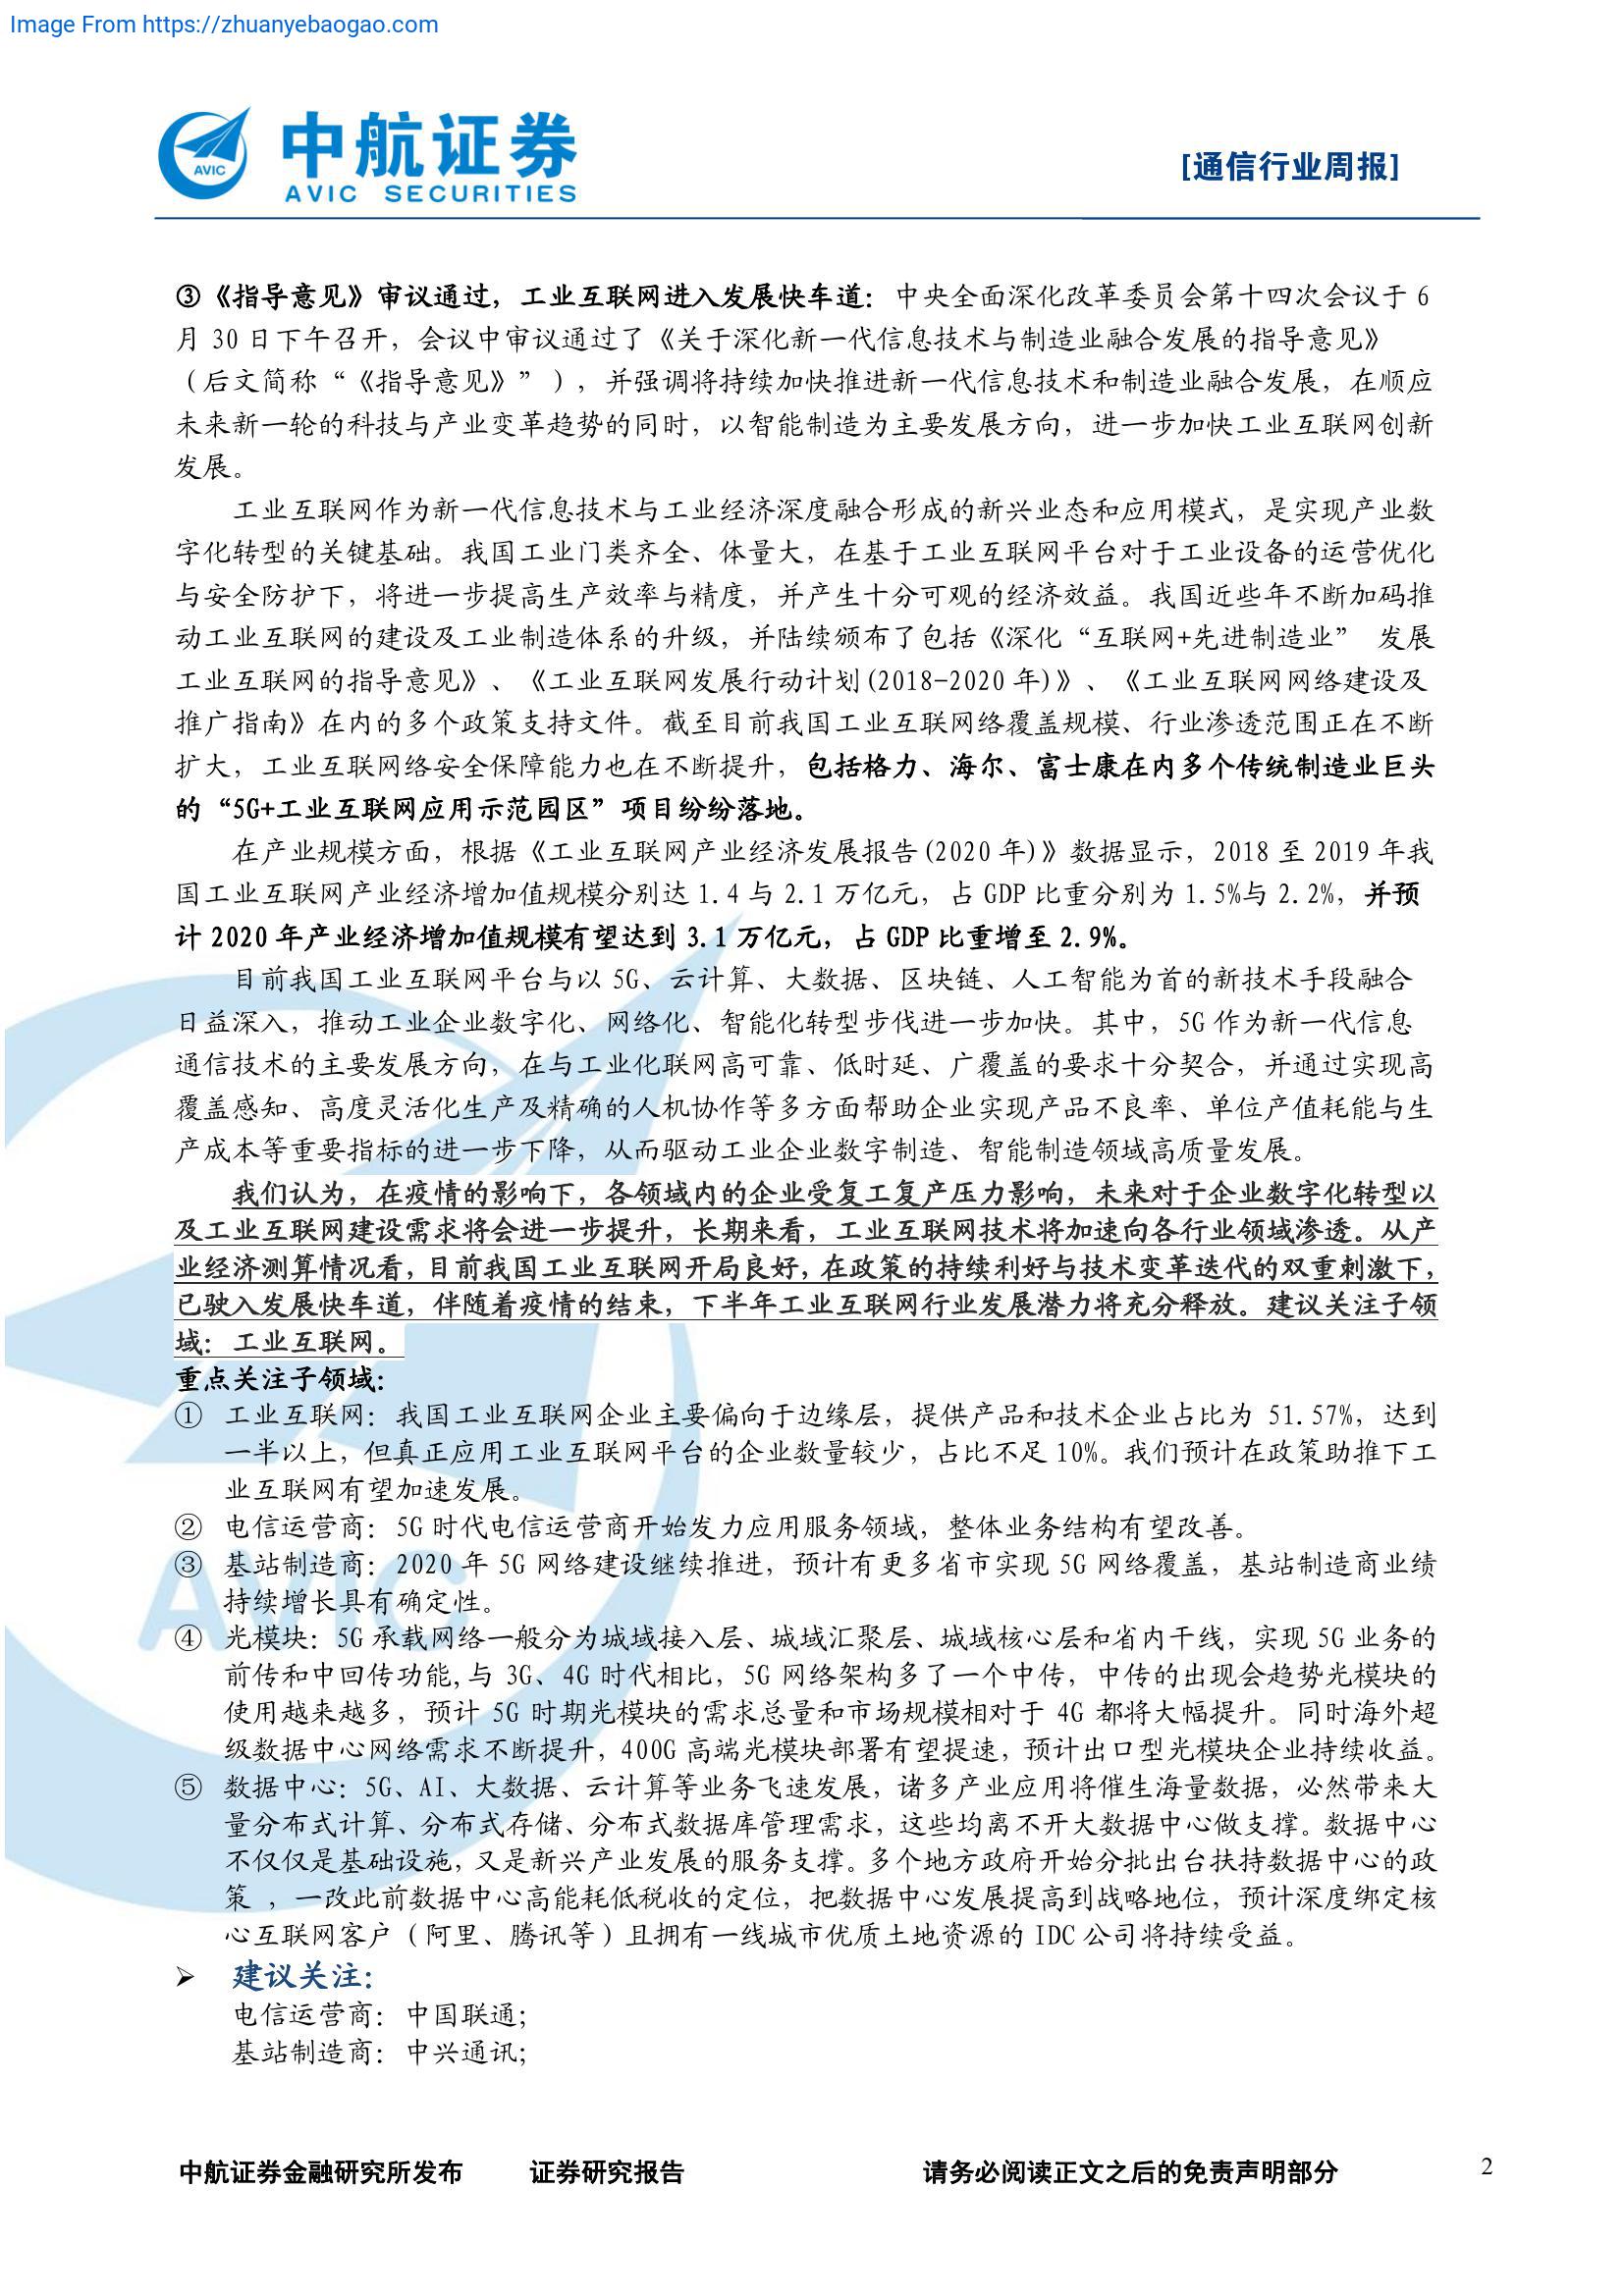 Image From https://zhuanyebaogao.com
中航证券
AVIC SECURITIES
AVIC
[通信行业周报]
③《指导意见》审议通过，工业互联网进入发展快车道：中央全面深化改革委员会第十四次会议于 6
月 30 日下午召开，会议中审议通过了《关于深化新一代信息技术与制造业融合发展的指导意见》
（后文简称“《指导意见》”），并强调将持续加快推进新一代信息技术和制造业融合发展，在顺应
未来新一轮的科技与产业变革趋势的同时，以智能制造为主要发展方向，进一步加快工业互联网创新
发展。
工业互联网作为新一代信息技术与工业经济深度融合形成的新兴业态和应用模式，是实现产业数
字化转型的关键基础。我国工业门类齐全、体量大，在基于工业互联网平台对于工业设备的运营优化
与安全防护下，将进一步提高生产效率与精度，并产生十分可观的经济效益。我国近些年不断加码推
动工业互联网的建设及工业制造体系的升级，并陆续颁布了包括《深化“互联网+先进制造业” 发展
工业互联网的指导意见》、《工业互联网发展行动计划(2018-2020 年)》、《工业互联网网络建设及
推广指南》在内的多个政策支持文件。截至目前我国工业互联网络覆盖规模、行业渗透范围正在不断
扩大，工业互联网络安全保障能力也在不断提升，包括格力、海尔、富士康在内多个传统制造业巨头
的“5G+工业互联网应用示范园区”项目纷纷落地。
在产业规模方面，根据《工业互联网产业经济发展报告(2020 年)》数据显示，2018 至 2019 年我
国工业互联网产业经济增加值规模分别达 1.4 与 2.1 万亿元，占 GDP 比重分别为 1.5%与 2.2%，并预
计 2020 年产业经济增加值规模有望达到 3.1 万亿元，占 GDP 比重增至 2.9%。
目前我国工业互联网平台与以 5G、云计算、大数据、区块链、人工智能为首的新技术手段融合
日益深入，推动工业企业数字化、网络化、智能化转型步伐进一步加快。其中，5G 作为新一代信息
通信技术的主要发展方向，在与工业化联网高可靠、低时延、广覆盖的要求十分契合，并通过实现高
覆盖感知、高度灵活化生产及精确的人机协作等多方面帮助企业实现产品不良率、单位产值耗能与生
产成本等重要指标的进一步下降，从而驱动工业企业数字制造、智能制造领域高质量发展。
我们认为，在疫情的影响下，各领域内的企业受复工复产压力影响，未来对于企业数字化转型以
及工业互联网建设需求将会进一步提升，长期来看，工业互联网技术将加速向各行业领域渗透。从产
业经济测算情况看，目前我国工业互联网开局良好，在政策的持续利好与技术变革迭代的双重刺激下，
已驶入发展快车道，伴随着疫情的结束，下半年工业互联网行业发展潜力将充分释放。建议关注子领
域：工业互联网。
重点关注子领域：
① 工业互联网：我国工业互联网企业主要偏向于边缘层，提供产品和技术企业占比为 51.57%，达到
一半以上，但真正应用工业互联网平台的企业数量较少，占比不足 10%。我们预计在政策助推下工
业互联网有望加速发展。
② 电信运营商：5G 时代电信运营商开始发力应用服务领域，整体业务结构有望改善。
③ 基站制造商：2020 年 5G 网络建设继续推进，预计有更多省市实现 5G 网络覆盖，基站制造商业绩
持续增长具有确定性。
④ 光模块：5G 承载网络一般分为城域接入层、城域汇聚层、城域核心层和省内干线，实现 5G 业务的
前传和中回传功能,与 3G、4G 时代相比，5G 网络架构多了一个中传，中传的出现会趋势光模块的
使用越来越多，预计 5G 时期光模块的需求总量和市场规模相对于 4G 都将大幅提升。同时海外超
级数据中心网络需求不断提升，400G 高端光模块部署有望提速，预计出口型光模块企业持续收益。
⑤ 数据中心：5G、AI、大数据、云计算等业务飞速发展，诸多产业应用将催生海量数据，必然带来大
量分布式计算、分布式存储、分布式数据库管理需求，这些均离不开大数据中心做支撑。数据中心
不仅仅是基础设施，又是新兴产业发展的服务支撑。多个地方政府开始分批出台扶持数据中心的政
策 ，一改此前数据中心高能耗低税收的定位，把数据中心发展提高到战略地位，预计深度绑定核
心互联网客户（阿里、腾讯等）且拥有一线城市优质土地资源的 IDC 公司将持续受益。
➢ 建议关注：
电信运营商：中国联通；
基站制造商：中兴通讯；
中航证券金融研究所发布 证券研究报告 请务必阅读正文之后的免责声明部分 2